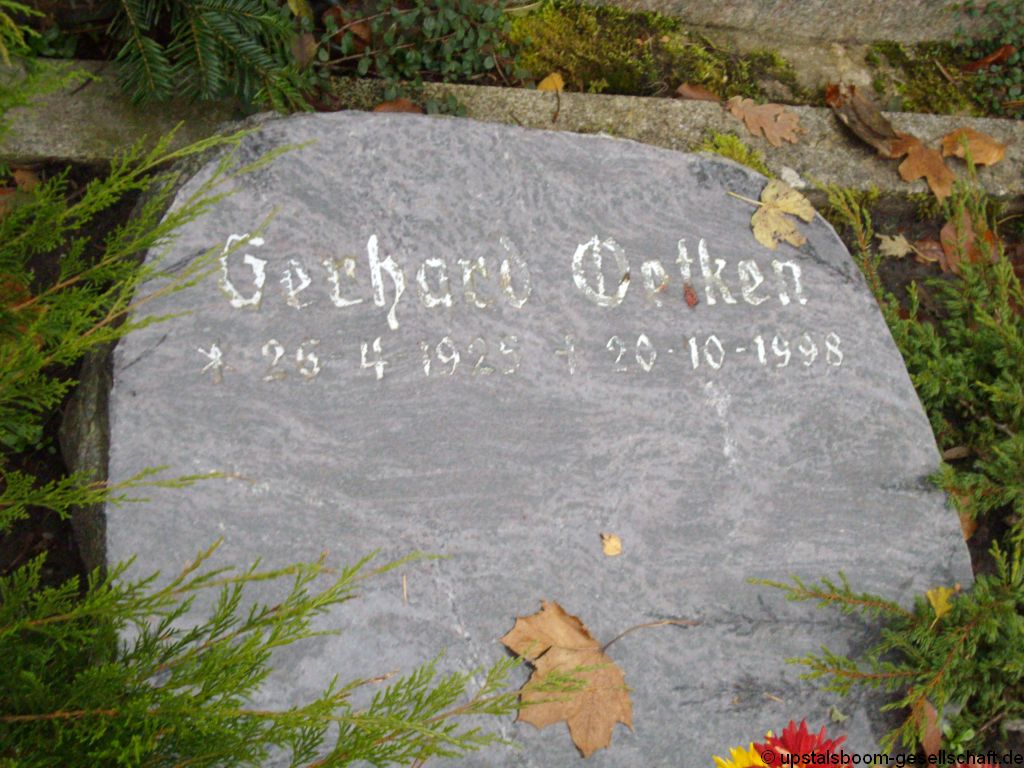 Gerhard Oetken
* 25-4-1925 † 20-10-1998
© upstalsboom-gesellschaft.de